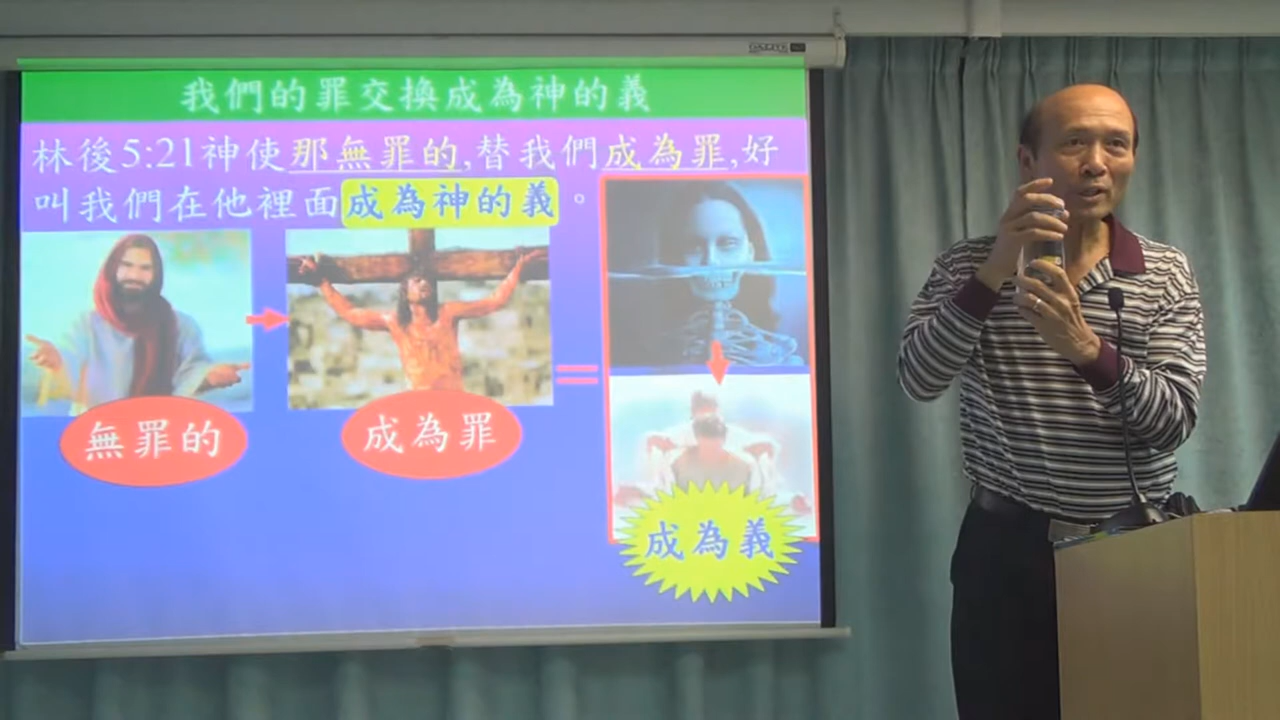 我們的罪交換成為神的義
林後5:21神使那無罪的,替我們成為罪,好
叫我們在他裡面成為神的義。
無罪的
成為罪
成為義